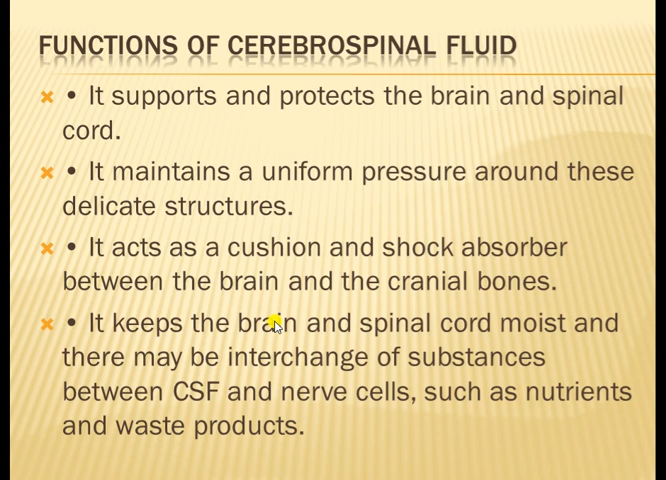 FUNCTIONS OF CEREBROSPINAL FLUID
• It supports and protects the brain and spinal
cord.
• It maintains a uniform pressure around these
delicate structures.
• It acts as a cushion and shock absorber
between the brain and the cranial bones.
• It keeps the brain and spinal cord moist and
there may be interchange of substances
between CSF and nerve cells, such as nutrients
and waste products.